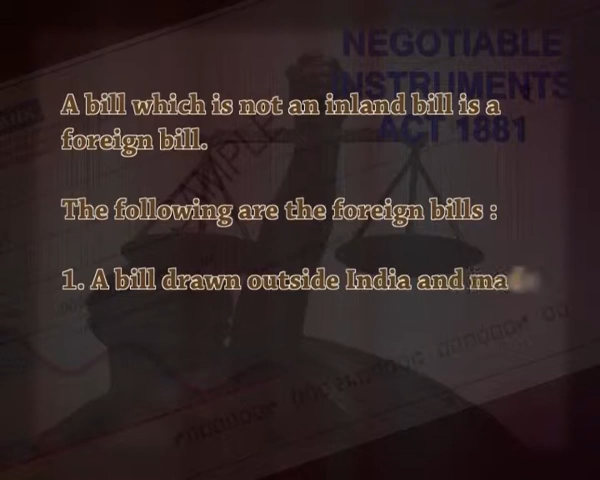 NEGOTIABLE
INSTRUMENTS
ACT 1881
SAMPLE
A bill which is not an inland bill is a
foreign bill.
The following are the foreign bills :
1. A bill drawn outside India and